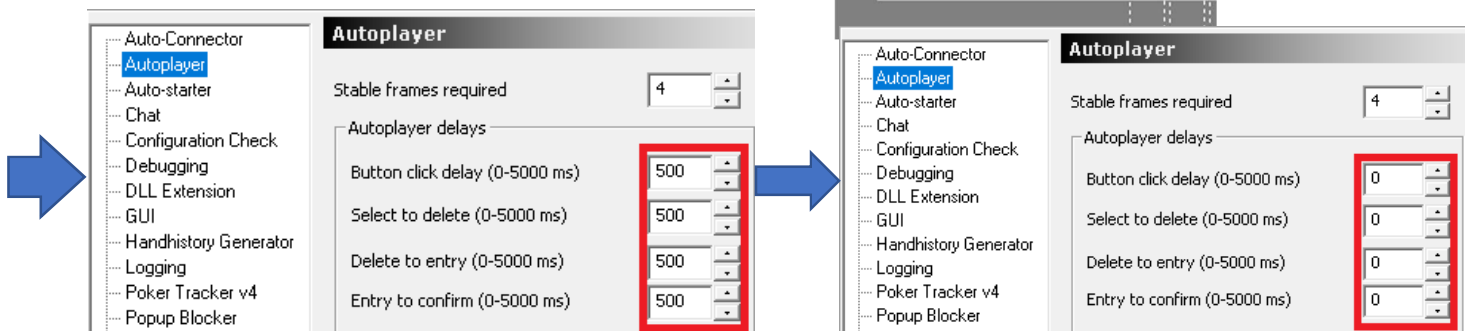 Auto-Connector
Autoplayer
Auto-starter
Chat
Configuration Check
Debugging
DLL Extension
GUI
Handhistory Generator
Logging
Poker Tracker v4
Popup Blocker
Autoplayer
Stable frames required 4
Autoplayer delays
Button click delay (0-5000 ms) 500
Select to delete (0-5000 ms) 500
Delete to entry (0-5000 ms) 500
Entry to confirm (0-5000 ms) 500
Auto-Connector
Autoplayer
Auto-starter
Chat
Configuration Check
Debugging
DLL Extension
GUI
Handhistory Generator
Logging
Poker Tracker v4
Popup Blocker
Autoplayer
Stable frames required 4
Autoplayer delays
Button click delay (0-5000 ms) 0
Select to delete (0-5000 ms) 0
Delete to entry (0-5000 ms) 0
Entry to confirm (0-5000 ms) 0